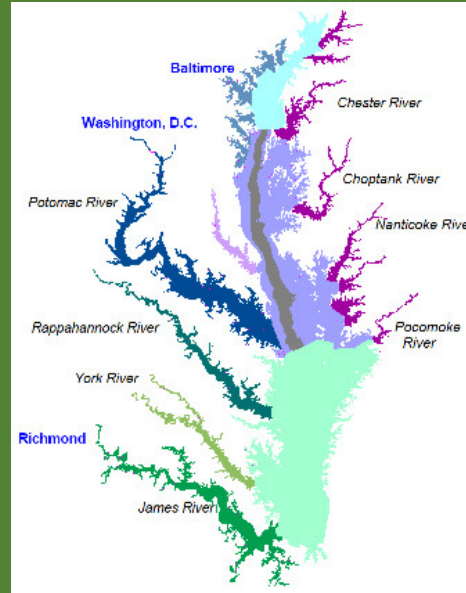 Baltimore
Chester River
Washington, D.C.
Choptank River
Potomac River
Nanticoke Rive
Rappahannock River
Pocomoke
River
York River
Richmond
James River